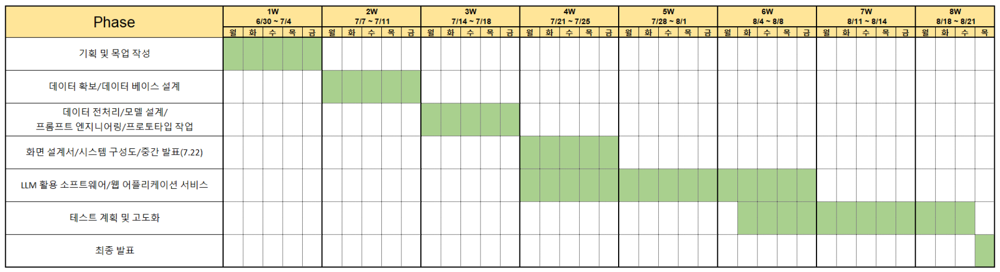 Phase
1W
6/30 ~ 7/4
2W
7/7 ~ 7/11
3W
7/14 ~ 7/18
4W
7/21 ~ 7/25
5W
7/28 ~ 8/1
6W
8/4 ~ 8/8
7W
8/11 ~ 8/14
8W
8/18 ~ 8/21
월 화 수 목 금 월 화 수 목 금 월 화 수 목 금 월 화 수 목 금 월 화 수 목 금 월 화 수 목 금 월 화 수 목 금 월 화 수 목
기획 및 목업 작성
데이터 확보/데이터 베이스 설계
데이터 전처리/모델 설계/
프롬프트 엔지니어링/프로토타입 작업
화면 설계서/시스템 구성도/중간 발표(7.22)
LLM 활용 소프트웨어/웹 어플리케이션 서비스
테스트 계획 및 고도화
최종 발표